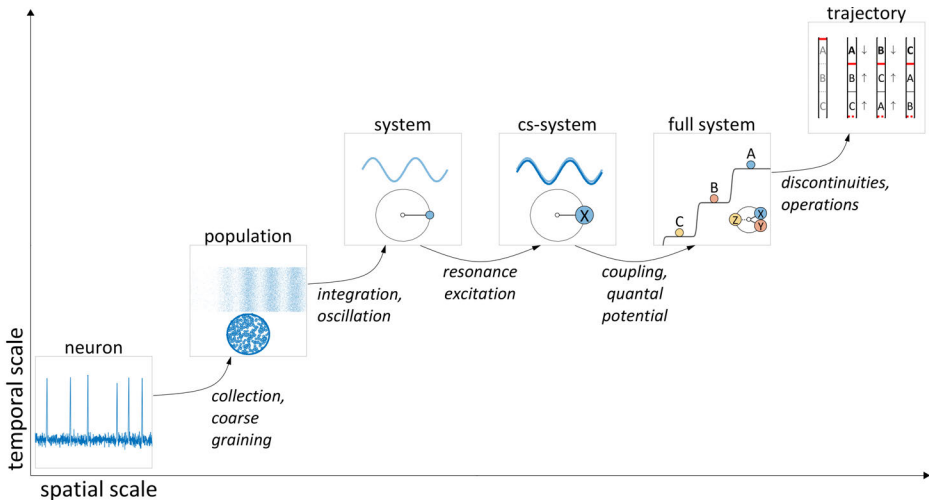 trajectory
A A ↓ B ↓ C
B B ↑ C ↑ A
C C ↑ A ↑ B
system
cs-system
full system
X
A
B
C
Z X
Y
discontinuities,
operations
population
integration,
oscillation
resonance
excitation
coupling,
quantal
potential
neuron
collection,
coarse
graining
temporal scale
spatial scale